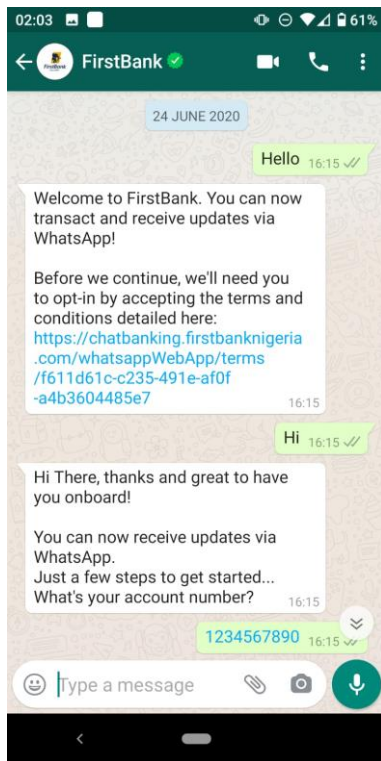 02:03
61%
FirstBank
24 JUNE 2020
Hello 16:15
Welcome to FirstBank. You can now
transact and receive updates via
WhatsApp!
Before we continue, we'll need you
to opt-in by accepting the terms and
conditions detailed here:
https://chatbanking.firstbanknigeria
.com/whatsappWebApp/terms
/f611d61c-c235-491e-af0f
-a4b3604485e7 16:15
Hi 16:15
Hi There, thanks and great to have
you onboard!
You can now receive updates via
WhatsApp.
Just a few steps to get started...
What's your account number? 16:15
1234567890 16:15
Type a message